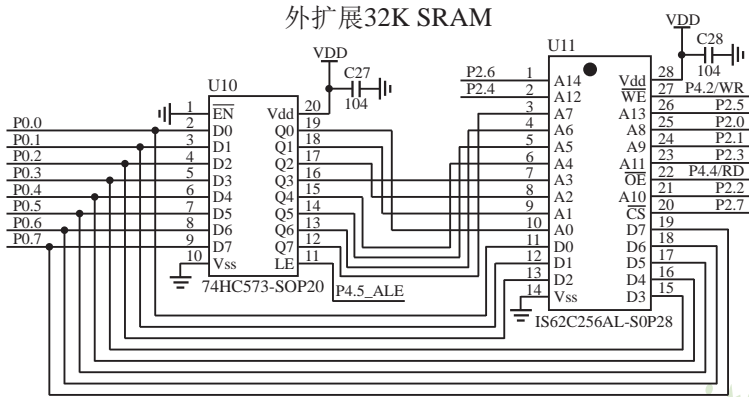 外扩展32K SRAM
VDD
C27
104
U10
1 EN Vdd 20
P0.0 2 D0 Q0 19
P0.1 3 D1 Q1 18
P0.2 4 D2 Q2 17
P0.3 5 D3 Q3 16
P0.4 6 D4 Q4 15
P0.5 7 D5 Q5 14
P0.6 8 D6 Q6 13
P0.7 9 D7 Q7 12
10 Vss LE 11
P4.5_ALE
74HC573-SOP20
VDD
C28
104
U11
P2.6 1 A14 Vdd 28
P2.4 2 A12 WE 27 P4.2/WR
3 A7 A13 26 P2.5
4 A6 A8 25 P2.0
5 A5 A9 24 P2.1
6 A4 A11 23 P2.3
7 A3 OE 22 P4.4/RD
8 A2 A10 21 P2.2
9 A1 CS 20 P2.7
10 A0 D7 19
11 D0 D6 18
12 D1 D5 17
13 D2 D4 16
14 Vss D3 15
IS62C256AL-S0P28